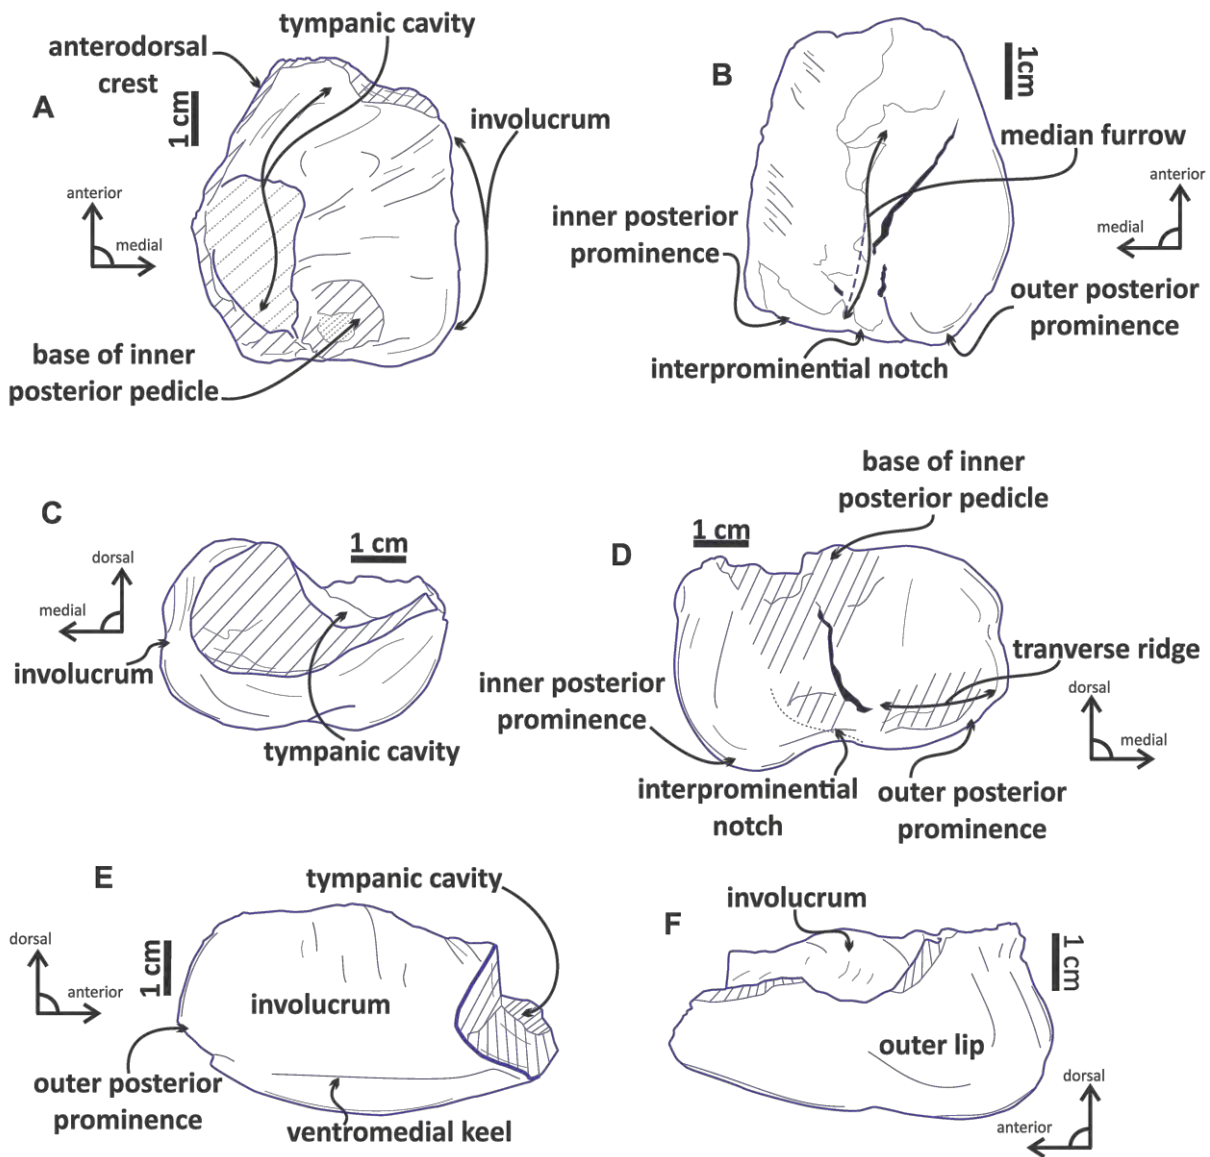 tympanic cavity
anterodorsal
crest
A
1 cm
involucrum
anterior
medial
base of inner
posterior pedicle
B
1cm
median furrow
anterior
medial
inner posterior
prominence
outer posterior
prominence
interprominential notch
C
dorsal
medial
1 cm
involucrum
tympanic cavity
base of inner
posterior pedicle
1 cm
D
tranverse ridge
inner posterior
prominence
dorsal
medial
interprominential
notch
outer posterior
prominence
E
tympanic cavity
dorsal
anterior
1 cm
involucrum
outer posterior
prominence
ventromedial keel
involucrum
F
1 cm
outer lip
dorsal
anterior